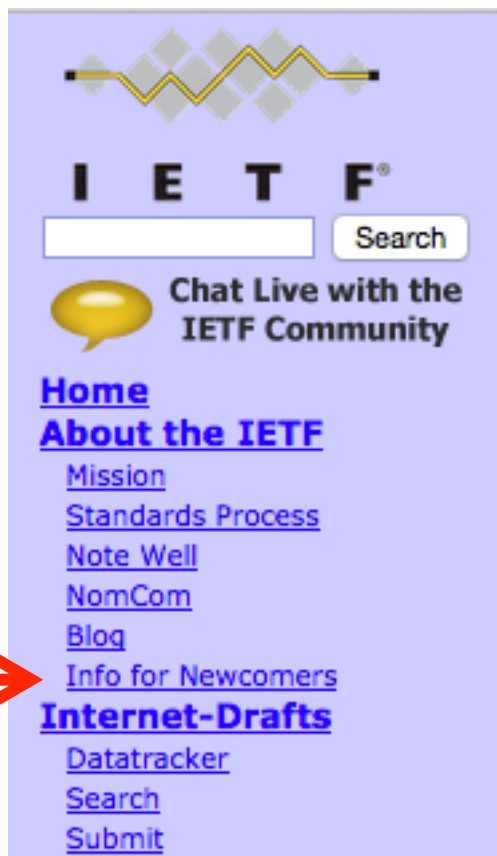 I E T F®
Search
Chat Live with the
IETF Community
Home
About the IETF
Mission
Standards Process
Note Well
NomCom
Blog
Info for Newcomers
Internet-Drafts
Datatracker
Search
Submit